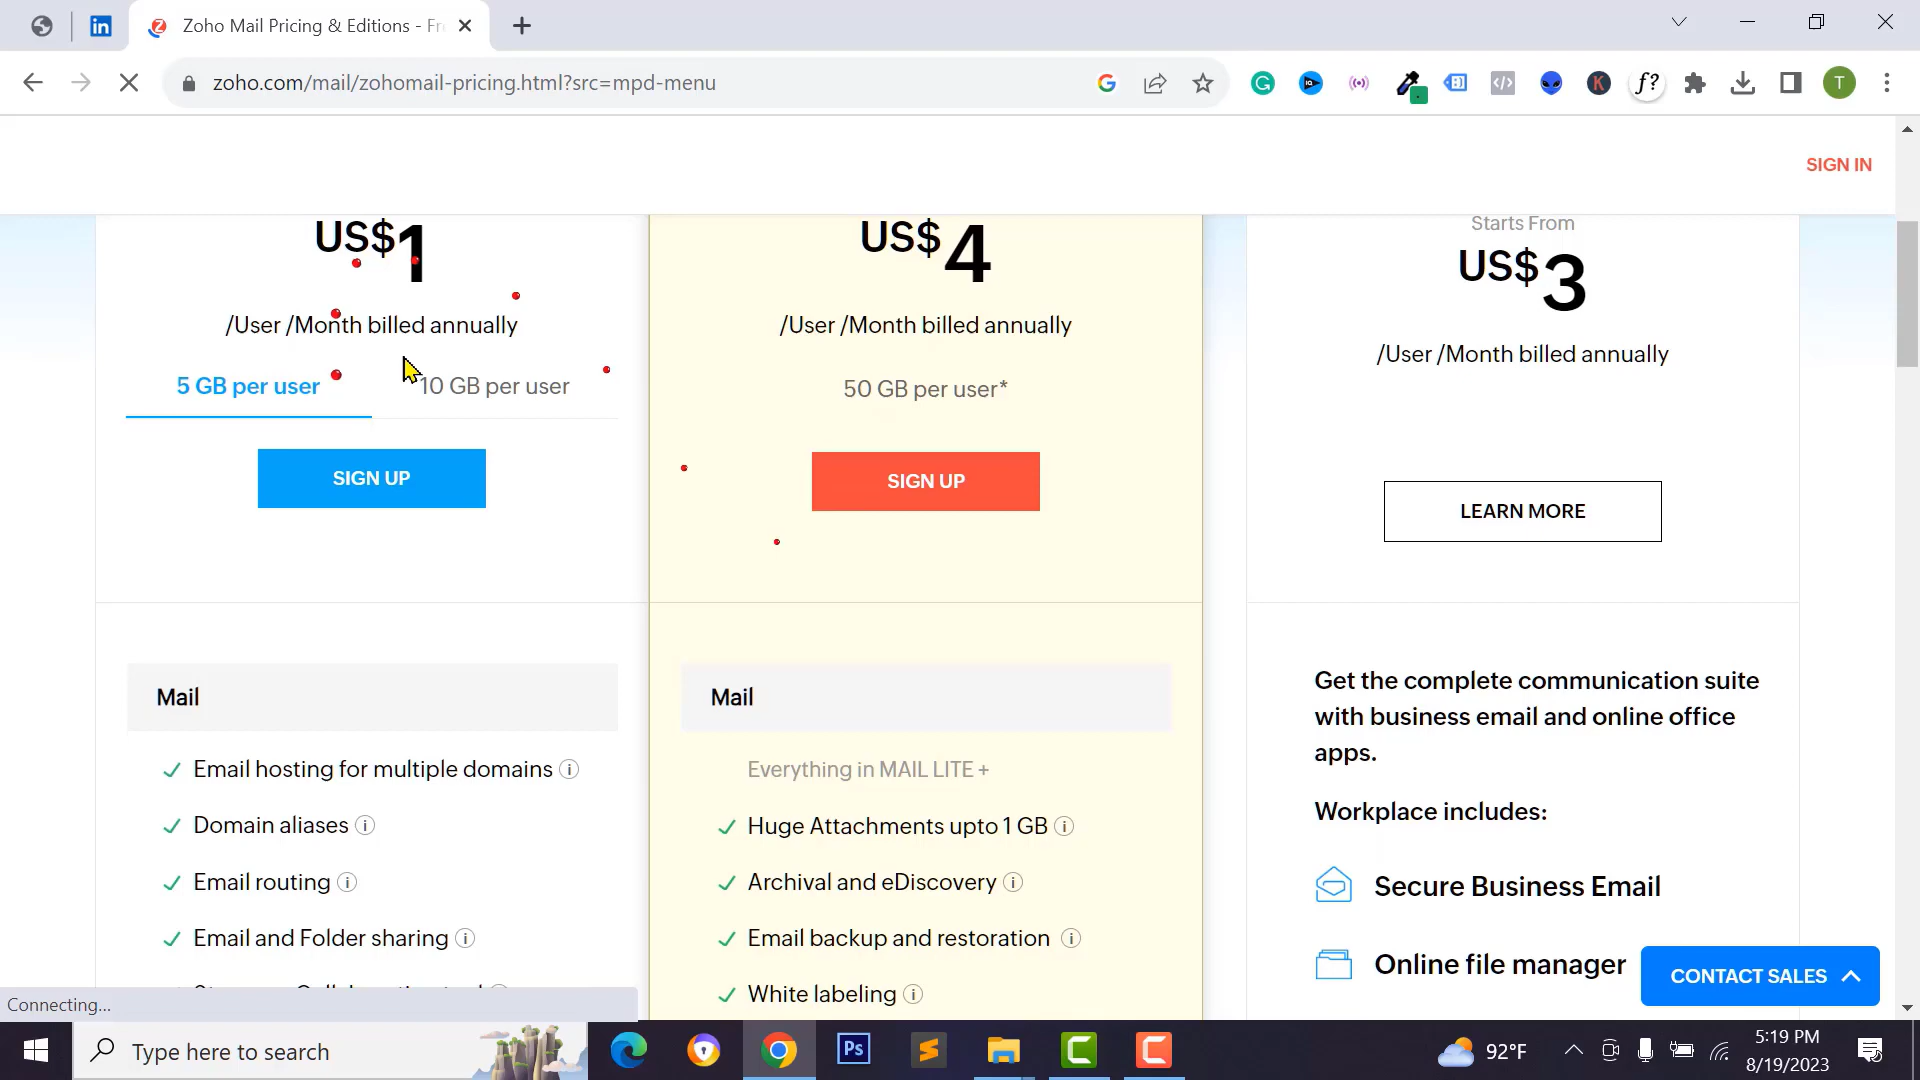 Zoho Mail Pricing & Editions - Fr
zoho.com/mail/zohomail-pricing.html?src=mpd-menu
T
SIGN IN
US$1
/User /Month billed annually
5 GB per user
10 GB per user
SIGN UP
Mail
Email hosting for multiple domains
Domain aliases
Email routing
Email and Folder sharing
US$4
/User /Month billed annually
50 GB per user*
SIGN UP
Mail
Everything in MAIL LITE +
Huge Attachments upto 1 GB
Archival and eDiscovery
Email backup and restoration
White labeling
Starts From
US$3
/User /Month billed annually
LEARN MORE
Get the complete communication suite
with business email and online office
apps.
Workplace includes:
Secure Business Email
Online file manager
CONTACT SALES
Connecting...
Type here to search
Ps
92°F
5:19 PM
8/19/2023